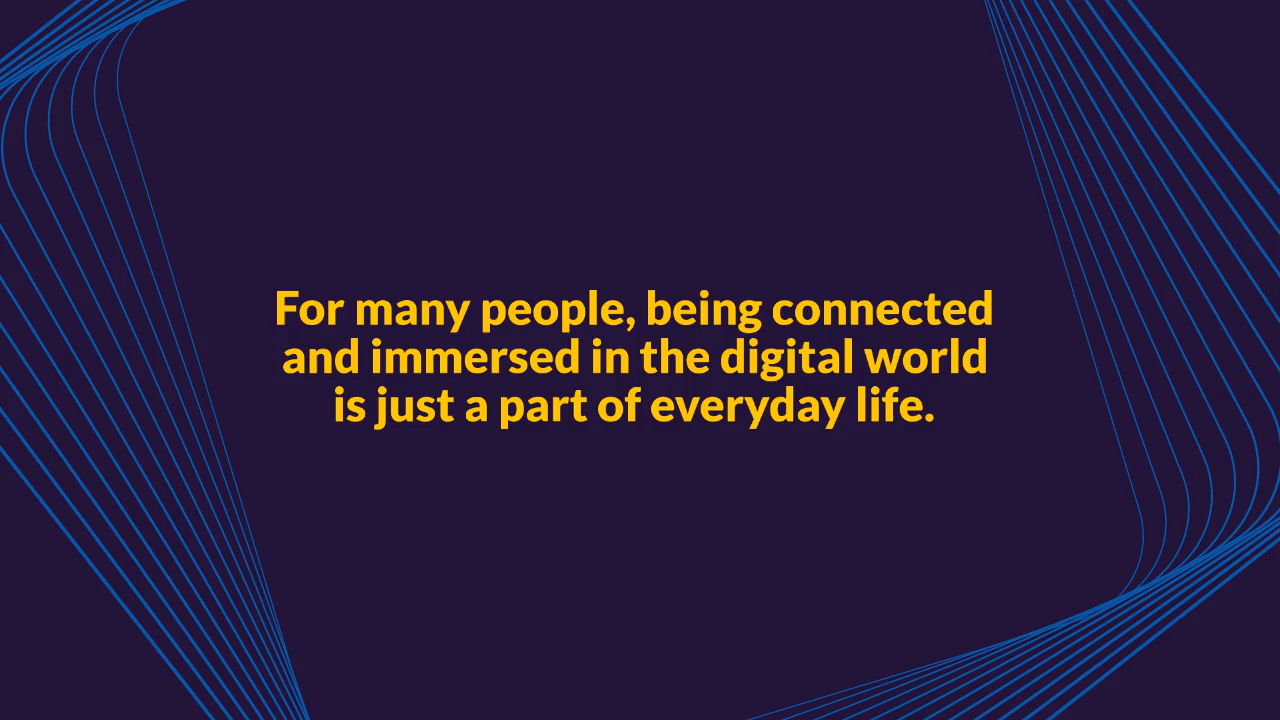 For many people, being connected
and immersed in the digital world
is just a part of everyday life.